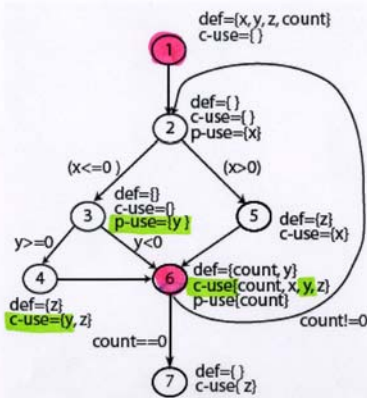 def={x, y, z, count}
c-use={ }
1
def={ }
c-use={ }
p-use={x}
2
(x<=0 )
(x>0)
def={}
c-use={}
p-use={y }
3
5
def={z}
c-use={x}
y>=0
y<0
4
6
def={count, y}
c-use{count, x, y, z}
p-use{count}
def={z}
c-use={y, z}
count!=0
count==0
def={ }
c-use{ z}
7